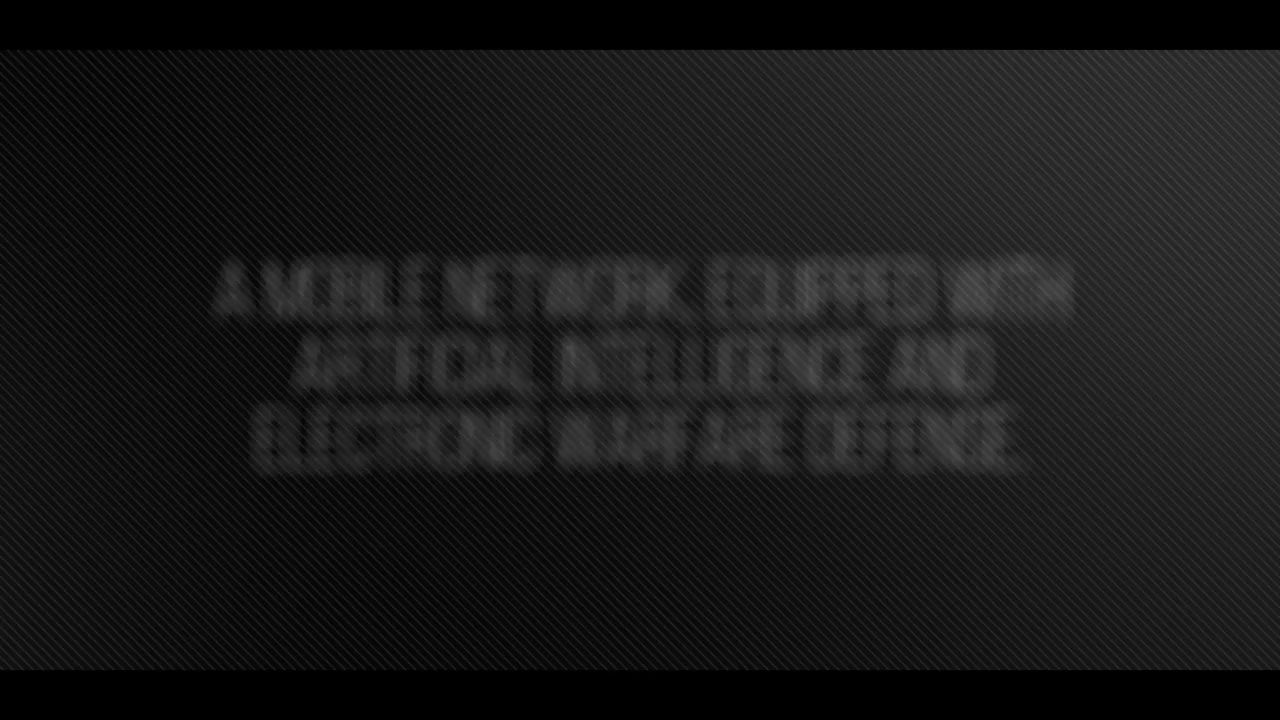 A MOBILE NETWORK, EQUIPPED WITH
ARTIFICIAL INTELLIGENCE AND
ELECTRONIC WARFARE DEFENCE.